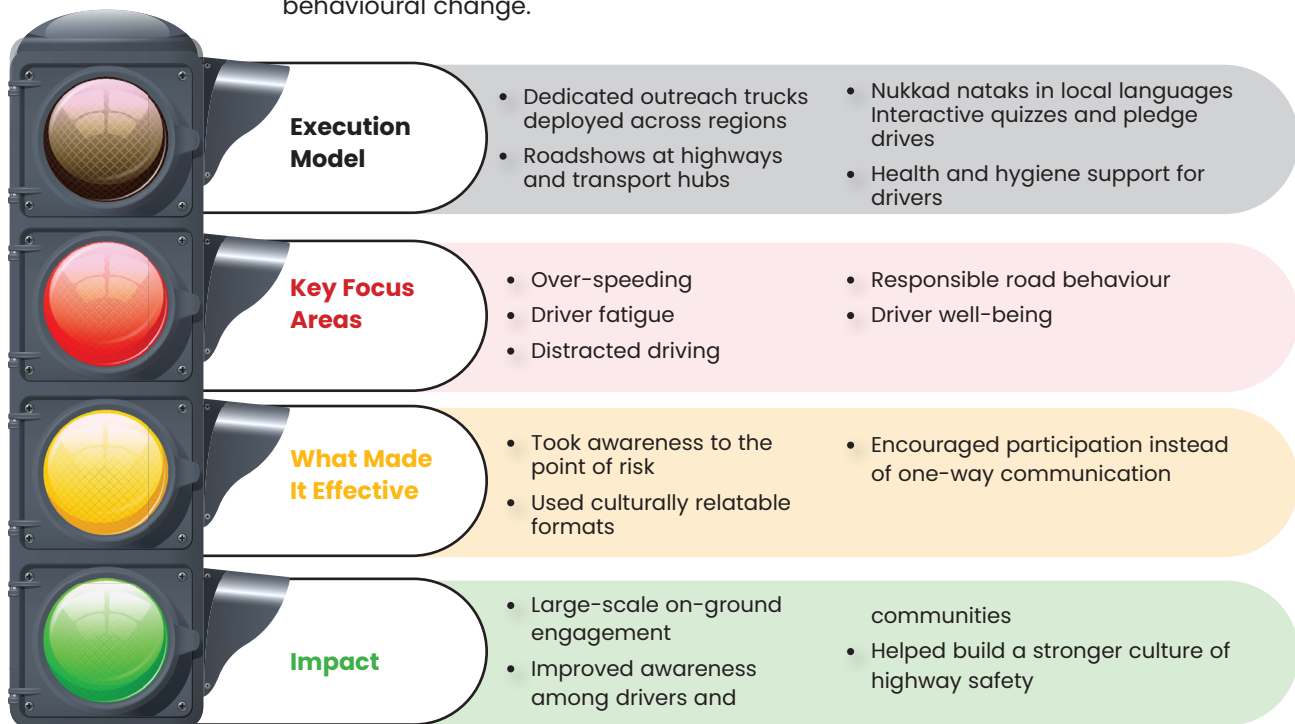 behavioural change.
Execution
Model
• Dedicated outreach trucks
deployed across regions
• Roadshows at highways
and transport hubs
• Nukkad nataks in local languages
Interactive quizzes and pledge
drives
• Health and hygiene support for
drivers
Key Focus
Areas
• Over-speeding
• Driver fatigue
• Distracted driving
• Responsible road behaviour
• Driver well-being
What Made
It Effective
• Took awareness to the
point of risk
• Used culturally relatable
formats
• Encouraged participation instead
of one-way communication
Impact
• Large-scale on-ground
engagement
• Improved awareness
among drivers and
communities
• Helped build a stronger culture of
highway safety